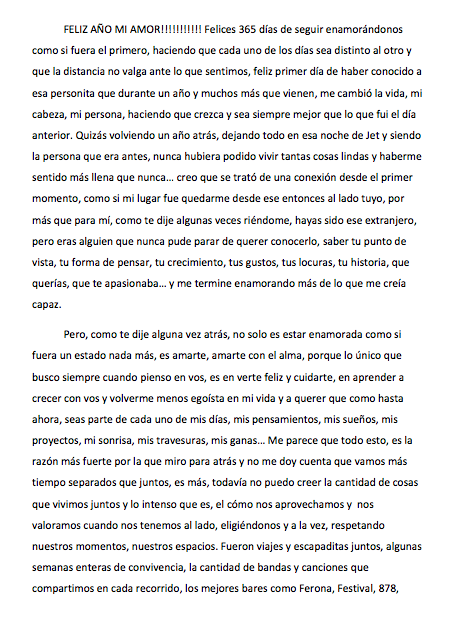 FELIZ AÑO MI AMOR!!!!!!!!!!! Felices 365 días de seguir enamorándonos
como si fuera el primero, haciendo que cada uno de los días sea distinto al otro y
que la distancia no valga ante lo que sentimos, feliz primer día de haber conocido a
esa personita que durante un año y muchos más que vienen, me cambió la vida, mi
cabeza, mi persona, haciendo que crezca y sea siempre mejor que lo que fui el día
anterior. Quizás volviendo un año atrás, dejando todo en esa noche de Jet y siendo
la persona que era antes, nunca hubiera podido vivir tantas cosas lindas y haberme
sentido más llena que nunca… creo que se trató de una conexión desde el primer
momento, como si mi lugar fue quedarme desde ese entonces al lado tuyo, por
más que para mí, como te dije algunas veces riéndome, hayas sido ese extranjero,
pero eras alguien que nunca pude parar de querer conocerlo, saber tu punto de
vista, tu forma de pensar, tu crecimiento, tus gustos, tus locuras, tu historia, que
querías, que te apasionaba… y me termine enamorando más de lo que me creía
capaz.
Pero, como te dije alguna vez atrás, no solo es estar enamorada como si
fuera un estado nada más, es amarte, amarte con el alma, porque lo único que
busco siempre cuando pienso en vos, es en verte feliz y cuidarte, en aprender a
crecer con vos y volverme menos egoísta en mi vida y a querer que como hasta
ahora, seas parte de cada uno de mis días, mis pensamientos, mis sueños, mis
proyectos, mi sonrisa, mis travesuras, mis ganas… Me parece que todo esto, es la
razón más fuerte por la que miro para atrás y no me doy cuenta que vamos más
tiempo separados que juntos, es más, todavía no puedo creer la cantidad de cosas
que vivimos juntos y lo intenso que es, el cómo nos aprovechamos y nos
valoramos cuando nos tenemos al lado, eligiéndonos y a la vez, respetando
nuestros momentos, nuestros espacios. Fueron viajes y escapaditas juntos, algunas
semanas enteras de convivencia, la cantidad de bandas y canciones que
compartimos en cada recorrido, los mejores bares como Ferona, Festival, 878,